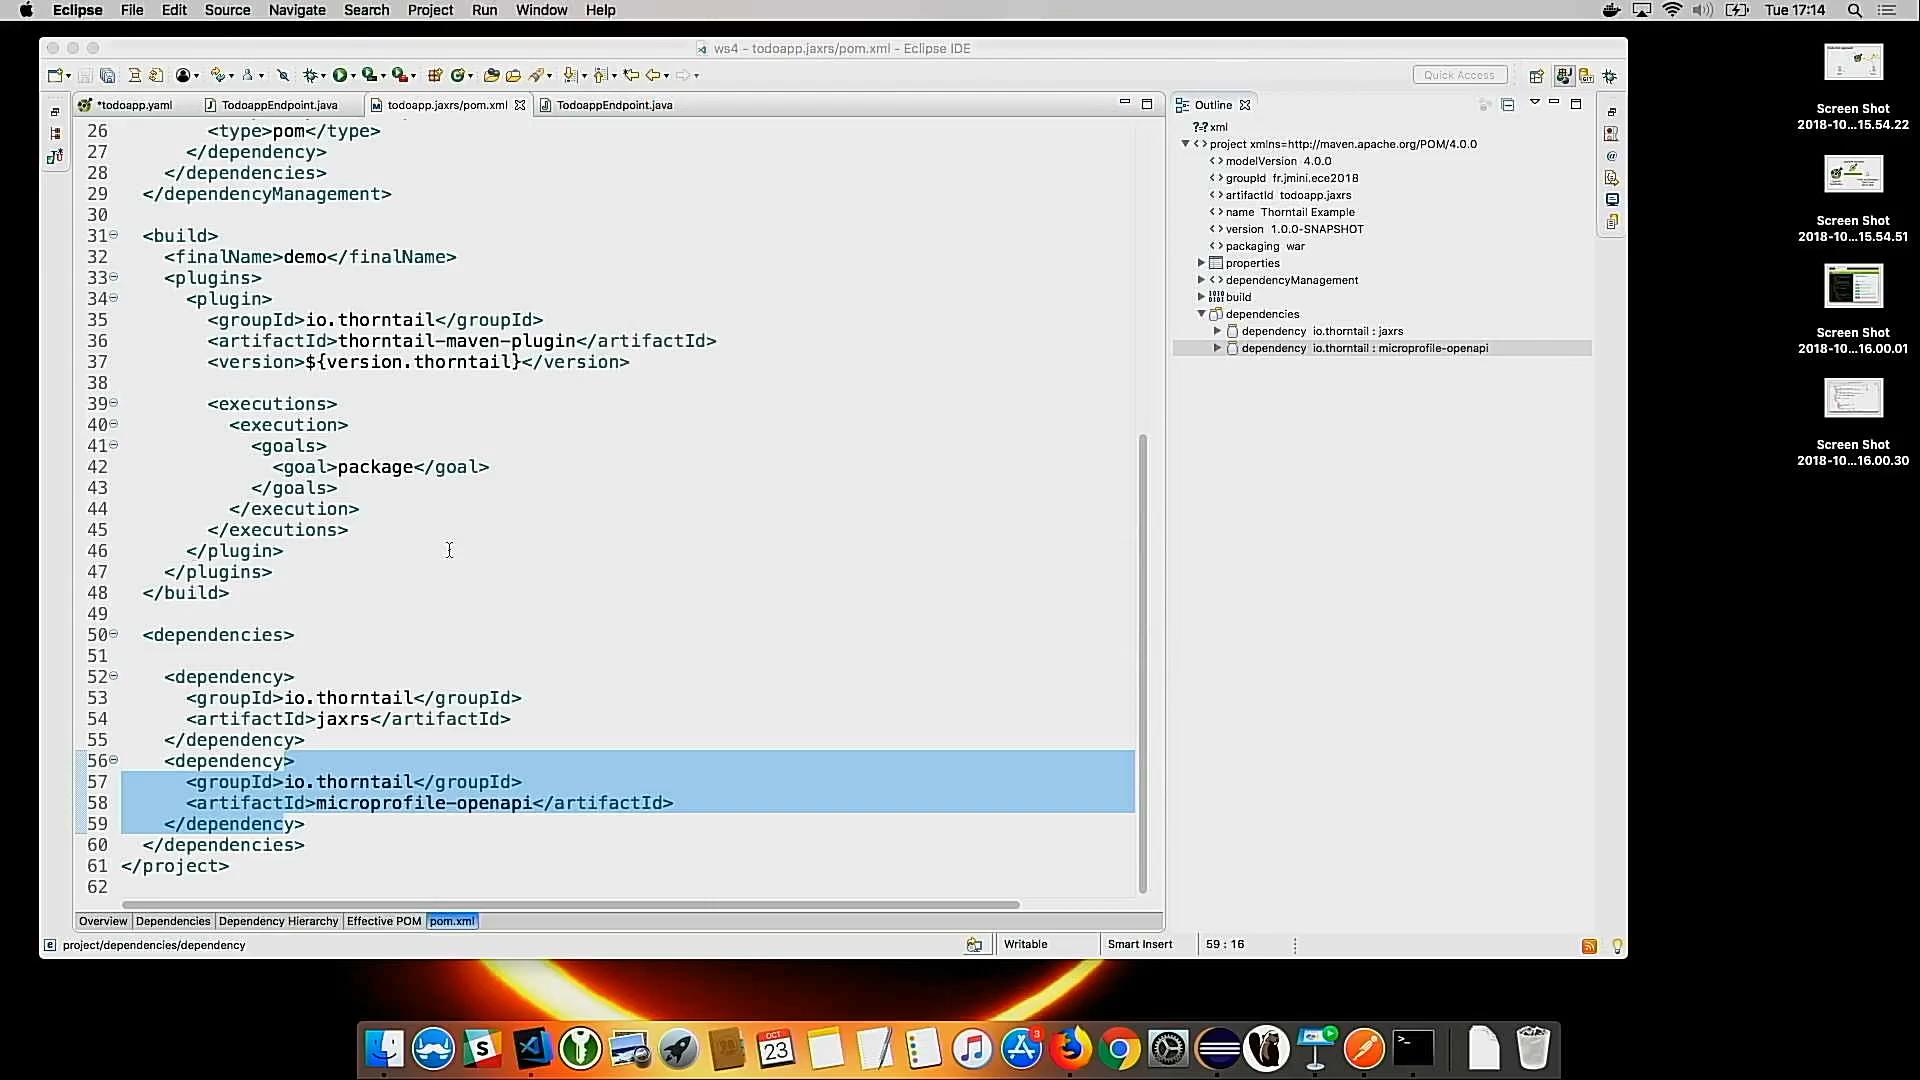 Eclipse File Edit Source Navigate Search Project Run Window Help Tue 17:14
ws4 - todoapp.jaxrs/pom.xml - Eclipse IDE
Quick Access
*todoapp.yaml TodoappEndpoint.java todoapp.jaxrs/pom.xml TodoappEndpoint.java
26 <type>pom</type>
27 </dependency>
28 </dependencies>
29 </dependencyManagement>
30
31 <build>
32 <finalName>demo</finalName>
33 <plugins>
34 <plugin>
35 <groupId>io.thorntail</groupId>
36 <artifactId>thorntail-maven-plugin</artifactId>
37 <version>${version.thorntail}</version>
38
39 <executions>
40 <execution>
41 <goals>
42 <goal>package</goal>
43 </goals>
44 </execution>
45 </executions>
46 </plugin>
47 </plugins>
48 </build>
49
50 <dependencies>
51
52 <dependency>
53 <groupId>io.thorntail</groupId>
54 <artifactId>jaxrs</artifactId>
55 </dependency>
56 <dependency>
57 <groupId>io.thorntail</groupId>
58 <artifactId>microprofile-openapi</artifactId>
59 </dependency>
60 </dependencies>
61 </project>
62
Overview Dependencies Dependency Hierarchy Effective POM pom.xml
project/dependencies/dependency Writable Smart Insert 59 : 16
Outline
?=? xml
project xmlns=http://maven.apache.org/POM/4.0.0
modelVersion 4.0.0
groupId fr.jmini.ece2018
artifactId todoapp.jaxrs
name Thorntail Example
version 1.0.0-SNAPSHOT
packaging war
properties
dependencyManagement
build
dependencies
dependency io.thorntail : jaxrs
dependency io.thorntail : microprofile-openapi
Screen Shot
2018-10...15.54.22
Screen Shot
2018-10...15.54.51
Screen Shot
2018-10...16.00.01
Screen Shot
2018-10...16.00.30
OCT
23
3